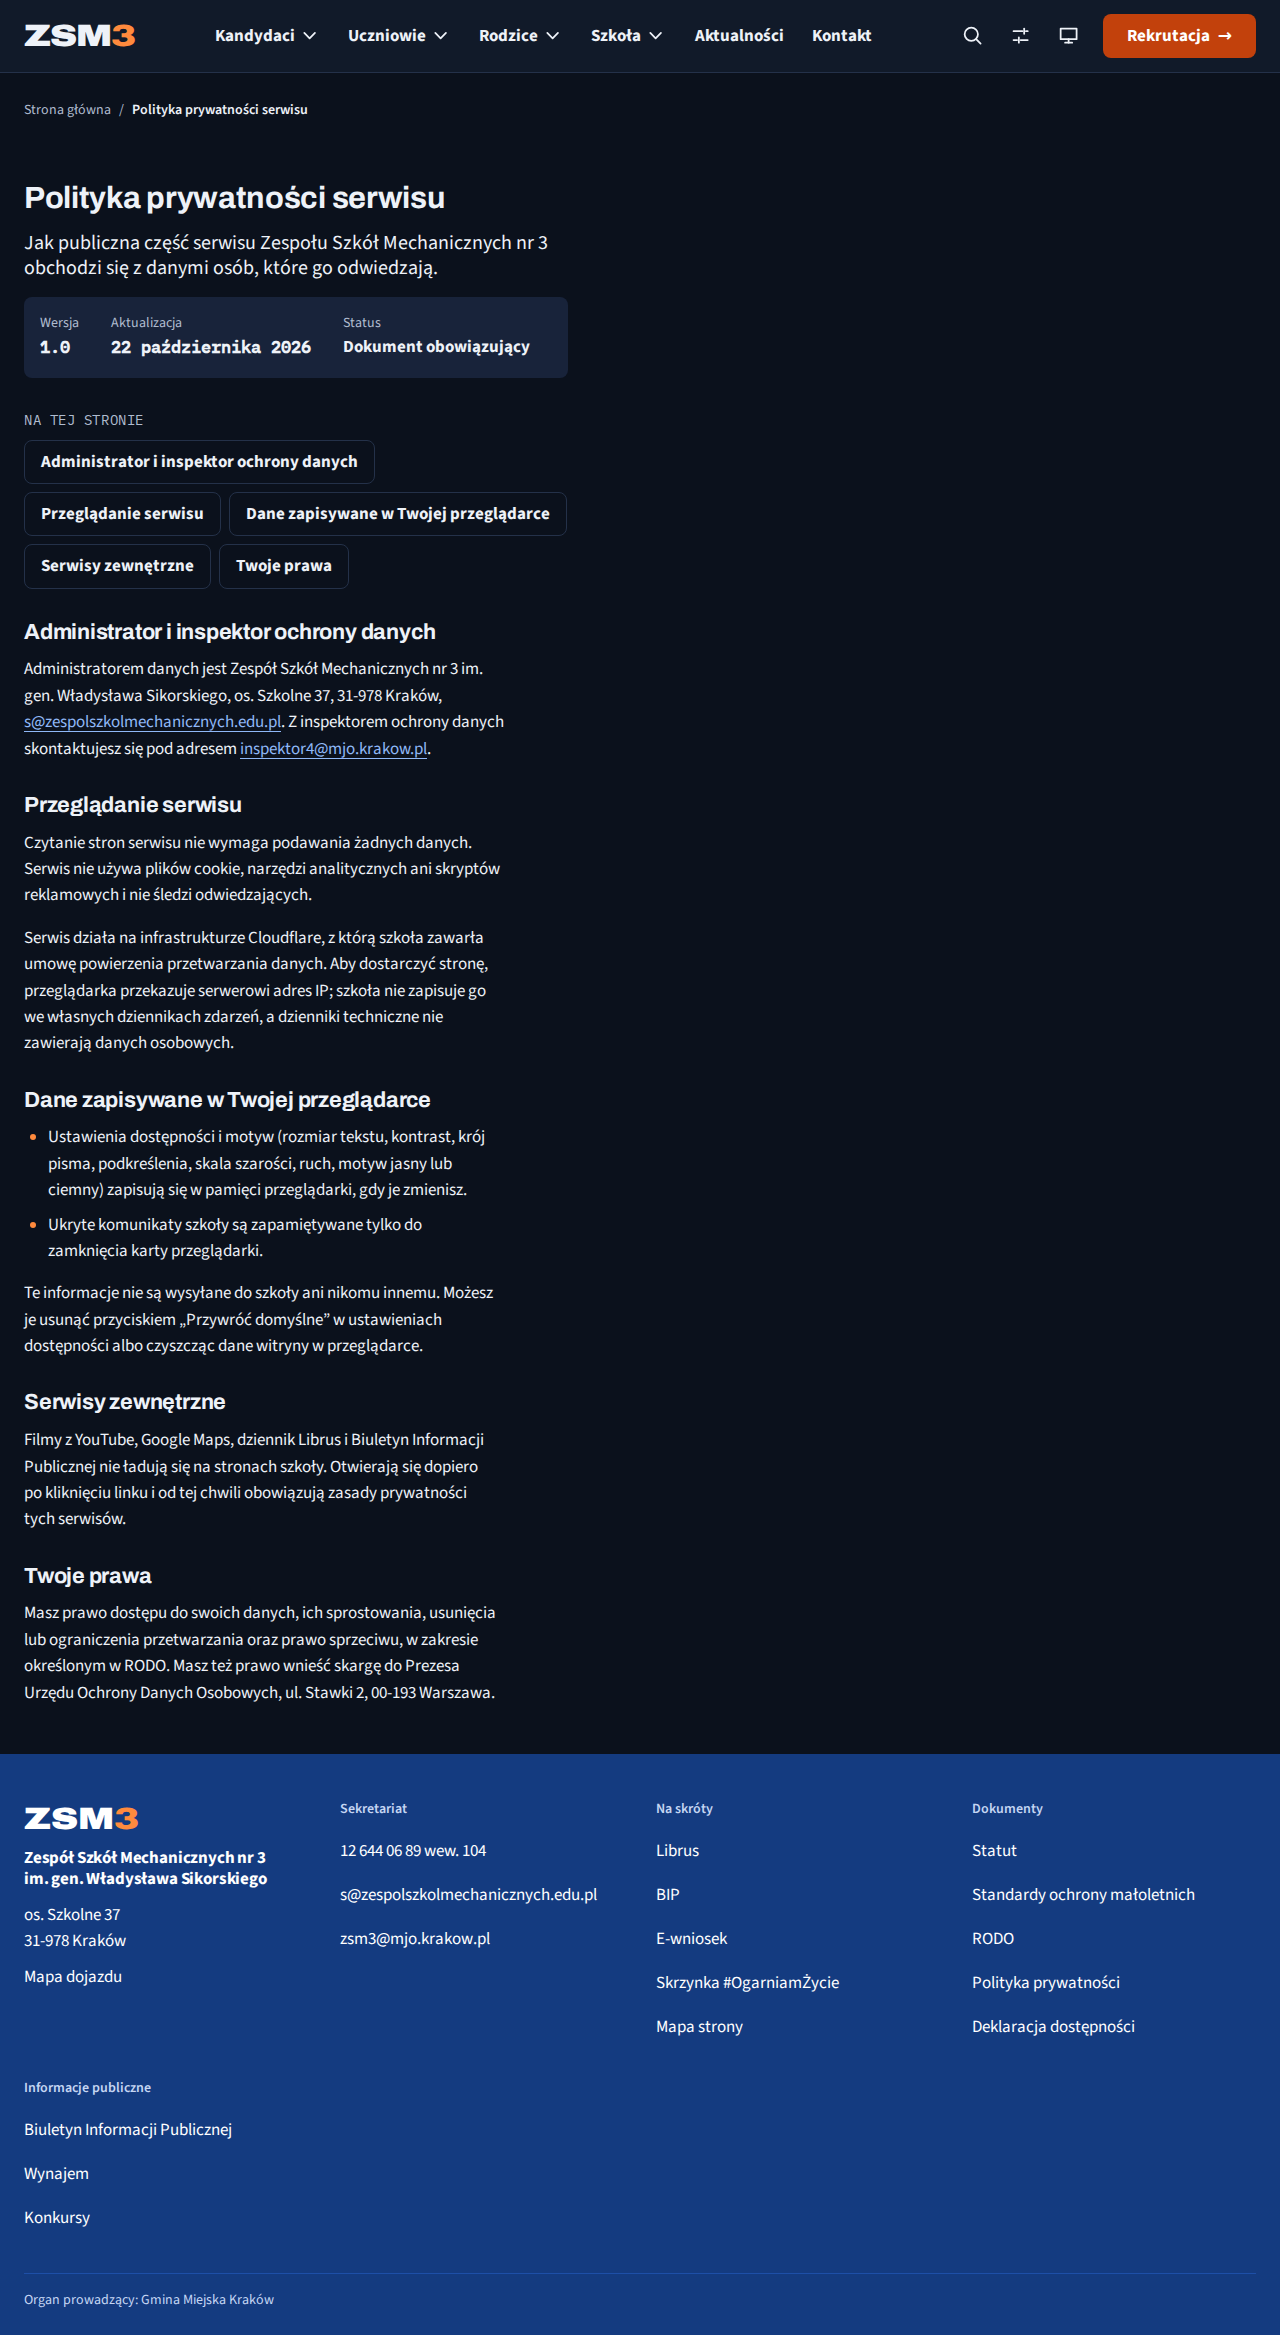 ZSM3
Kandydaci
Uczniowie
Rodzice
Szkoła
Aktualności
Kontakt
Rekrutacja →
Strona główna / Polityka prywatności serwisu
Polityka prywatności serwisu
Jak publiczna część serwisu Zespołu Szkół Mechanicznych nr 3
obchodzi się z danymi osób, które go odwiedzają.
Wersja
1.0
Aktualizacja
22 października 2026
Status
Dokument obowiązujący
NA TEJ STRONIE
Administrator i inspektor ochrony danych
Przeglądanie serwisu
Dane zapisywane w Twojej przeglądarce
Serwisy zewnętrzne
Twoje prawa
Administrator i inspektor ochrony danych
Administratorem danych jest Zespół Szkół Mechanicznych nr 3 im.
gen. Władysława Sikorskiego, os. Szkolne 37, 31-978 Kraków,
s@zespolszkolmechanicznych.edu.pl. Z inspektorem ochrony danych
skontaktujesz się pod adresem inspektor4@mjo.krakow.pl.
Przeglądanie serwisu
Czytanie stron serwisu nie wymaga podawania żadnych danych.
Serwis nie używa plików cookie, narzędzi analitycznych ani skryptów
reklamowych i nie śledzi odwiedzających.
Serwis działa na infrastrukturze Cloudflare, z którą szkoła zawarła
umowę powierzenia przetwarzania danych. Aby dostarczyć stronę,
przeglądarka przekazuje serwerowi adres IP; szkoła nie zapisuje go
we własnych dziennikach zdarzeń, a dzienniki techniczne nie
zawierają danych osobowych.
Dane zapisywane w Twojej przeglądarce
• Ustawienia dostępności i motyw (rozmiar tekstu, kontrast, krój
pisma, podkreślenia, skala szarości, ruch, motyw jasny lub
ciemny) zapisują się w pamięci przeglądarki, gdy je zmienisz.
• Ukryte komunikaty szkoły są zapamiętywane tylko do
zamknięcia karty przeglądarki.
Te informacje nie są wysyłane do szkoły ani nikomu innemu. Możesz
je usunąć przyciskiem „Przywróć domyślne” w ustawieniach
dostępności albo czyszcząc dane witryny w przeglądarce.
Serwisy zewnętrzne
Filmy z YouTube, Google Maps, dziennik Librus i Biuletyn Informacji
Publicznej nie ładują się na stronach szkoły. Otwierają się dopiero
po kliknięciu linku i od tej chwili obowiązują zasady prywatności
tych serwisów.
Twoje prawa
Masz prawo dostępu do swoich danych, ich sprostowania, usunięcia
lub ograniczenia przetwarzania oraz prawo sprzeciwu, w zakresie
określonym w RODO. Masz też prawo wnieść skargę do Prezesa
Urzędu Ochrony Danych Osobowych, ul. Stawki 2, 00-193 Warszawa.
ZSM3
Zespół Szkół Mechanicznych nr 3
im. gen. Władysława Sikorskiego
os. Szkolne 37
31-978 Kraków
Mapa dojazdu
Sekretariat
12 644 06 89 wew. 104
s@zespolszkolmechanicznych.edu.pl
zsm3@mjo.krakow.pl
Na skróty
Librus
BIP
E-wniosek
Skrzynka #OgarniamŻycie
Mapa strony
Dokumenty
Statut
Standardy ochrony małoletnich
RODO
Polityka prywatności
Deklaracja dostępności
Informacje publiczne
Biuletyn Informacji Publicznej
Wynajem
Konkursy
Organ prowadzący: Gmina Miejska Kraków